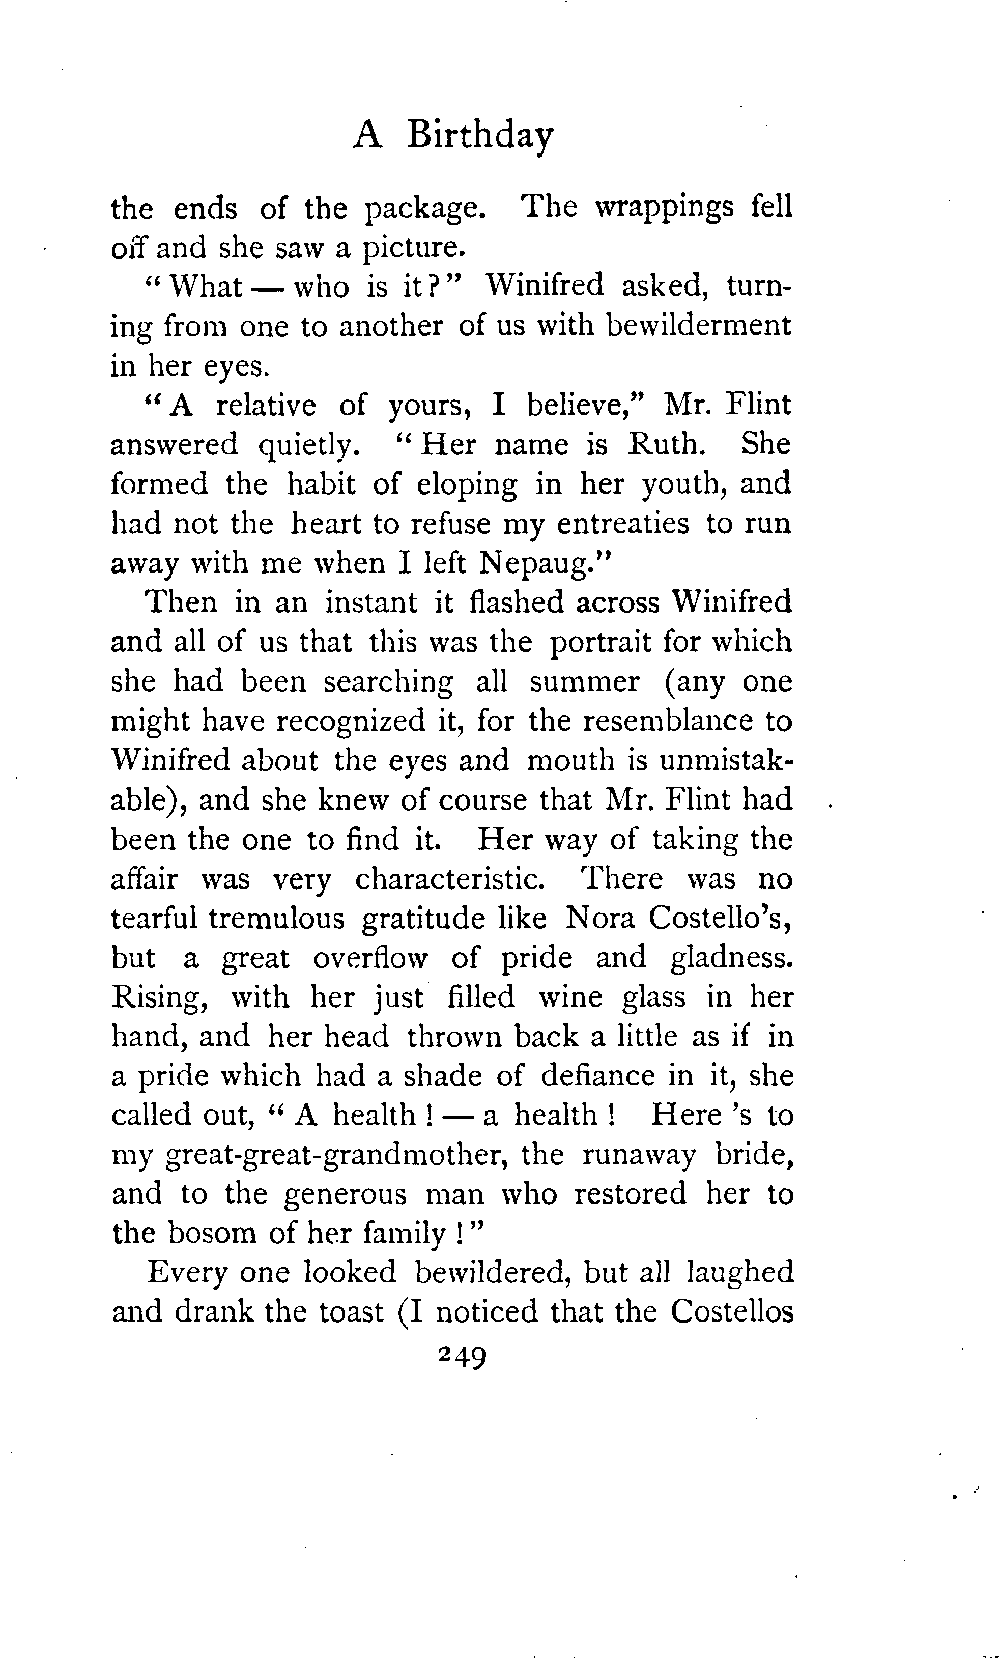 A Birthday
the ends of the package. The wrappings fell
off and she saw a picture.
“What — who is it?” Winifred asked, turn-
ing from one to another of us with bewilderment
in her eyes.
“A relative of yours, I believe,” Mr. Flint
answered quietly. “Her name is Ruth. She
formed the habit of eloping in her youth, and
had not the heart to refuse my entreaties to run
away with me when I left Nepaug.”
Then in an instant it flashed across Winifred
and all of us that this was the portrait for which
she had been searching all summer (any one
might have recognized it, for the resemblance to
Winifred about the eyes and mouth is unmistak-
able), and she knew of course that Mr. Flint had
been the one to find it. Her way of taking the
affair was very characteristic. There was no
tearful tremulous gratitude like Nora Costello's,
but a great overflow of pride and gladness.
Rising, with her just filled wine glass in her
hand, and her head thrown back a little as if in
a pride which had a shade of defiance in it, she
called out, “A health! — a health! Here 's to
my great-great-grandmother, the runaway bride,
and to the generous man who restored her to
the bosom of her family!”
Every one looked bewildered, but all laughed
and drank the toast (I noticed that the Costellos
249